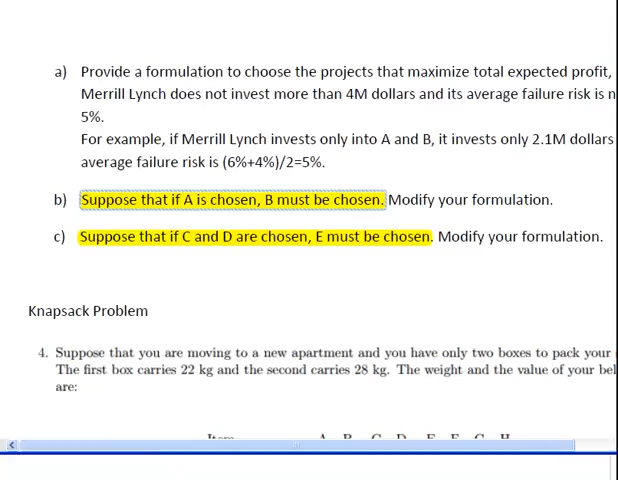 a) Provide a formulation to choose the projects that maximize total expected profit,
Merrill Lynch does not invest more than 4M dollars and its average failure risk is
5%.
For example, if Merrill Lynch invests only into A and B, it invests only 2.1M dollars
average failure risk is (6%+4%)/2=5%.
b) Suppose that if A is chosen, B must be chosen. Modify your formulation.
c) Suppose that if C and D are chosen, E must be chosen. Modify your formulation.
Knapsack Problem
4. Suppose that you are moving to a new apartment and you have only two boxes to pack your
The first box carries 22 kg and the second carries 28 kg. The weight and the value of your
are:
Item A B C D E F G H